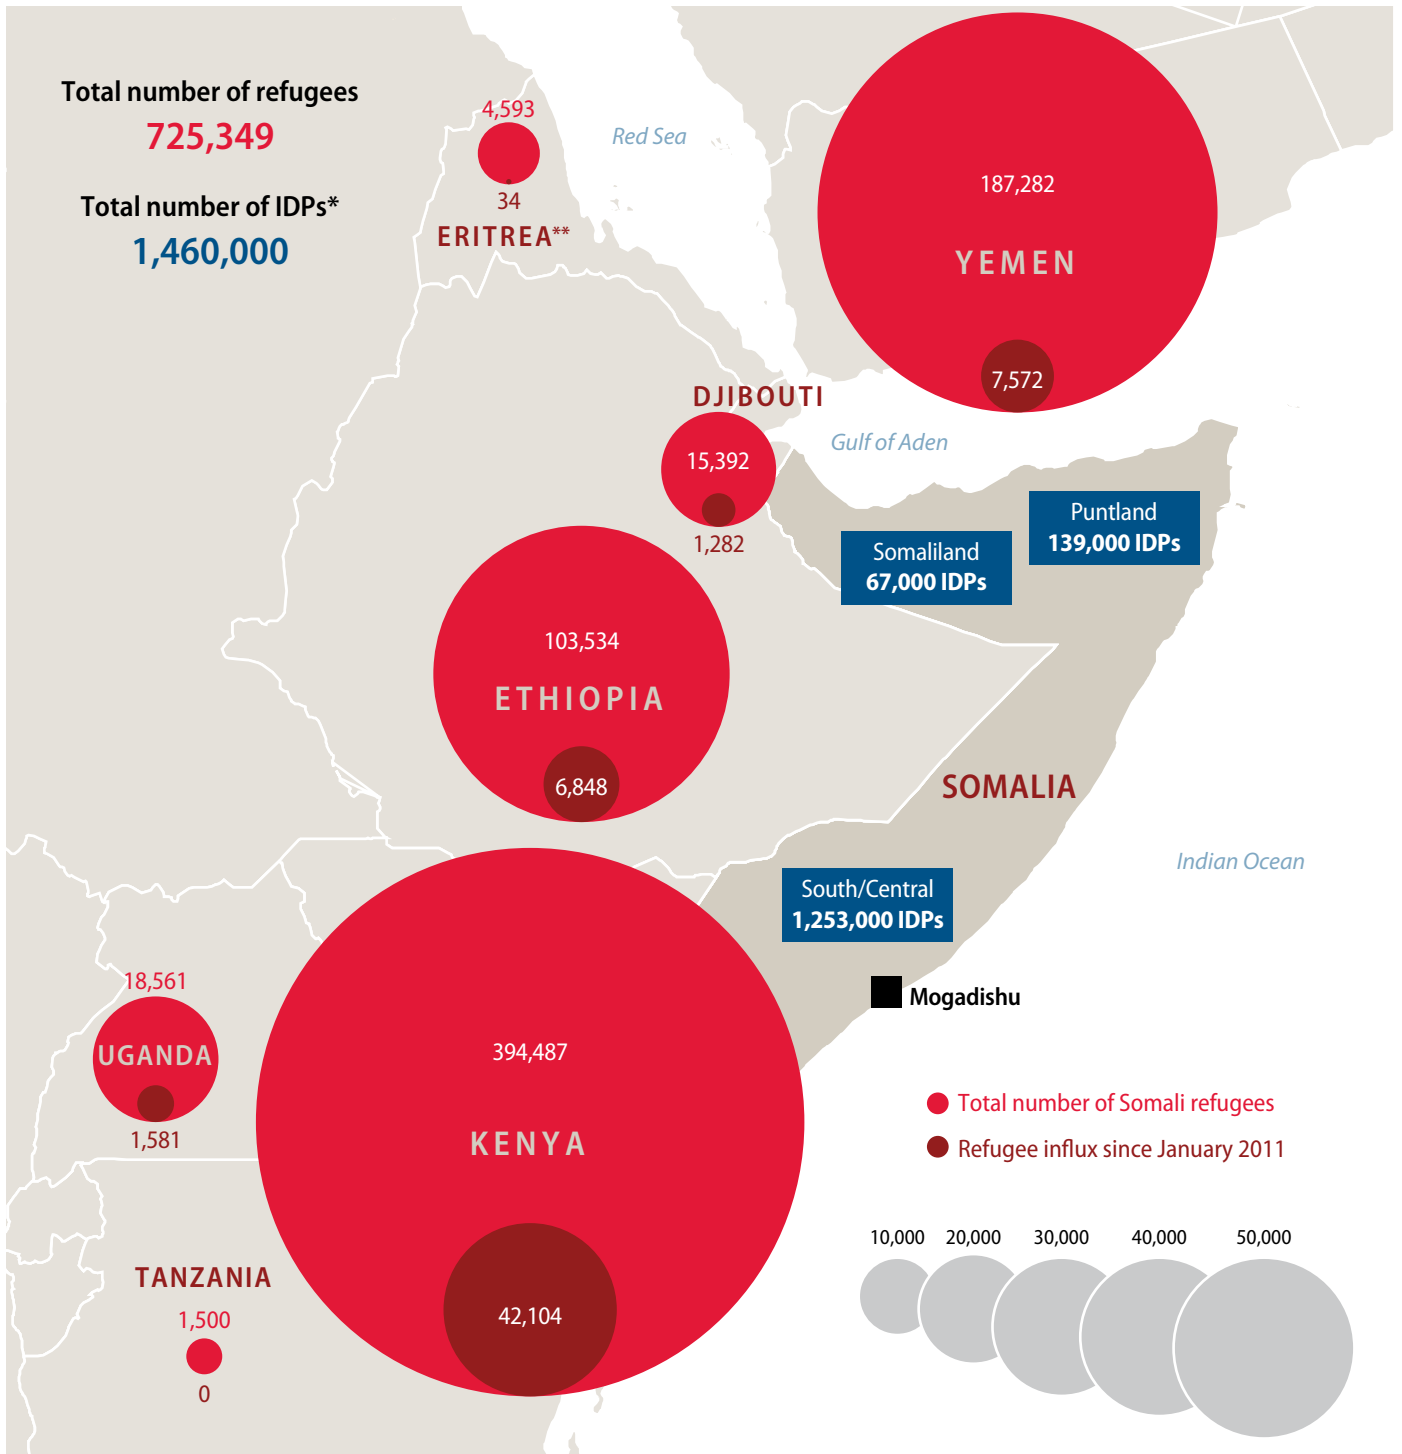 Total number of refugees
725,349
Total number of IDPs*
1,460,000
4,593
34
ERITREA**
Red Sea
187,282
YEMEN
7,572
DJIBOUTI
15,392
1,282
Gulf of Aden
Puntland
139,000 IDPs
Somaliland
67,000 IDPs
103,534
ETHIOPIA
6,848
SOMALIA
Indian Ocean
South/Central
1,253,000 IDPs
Mogadishu
18,561
UGANDA
1,581
394,487
KENYA
42,104
TANZANIA
1,500
0
Total number of Somali refugees
Refugee influx since January 2011
10,000 20,000 30,000 40,000 50,000